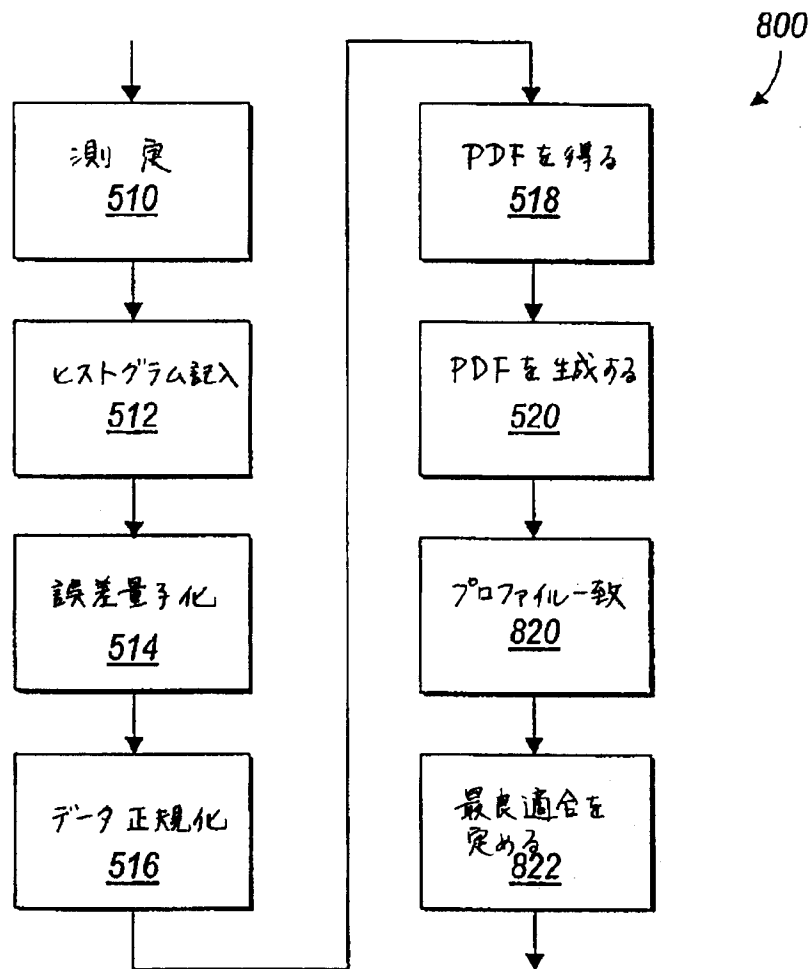 800
測定
510
ヒストグラム記入
512
誤差量子化
514
データ正規化
516
PDFを得る
518
PDFを生成する
520
プロファイル一致
820
最良適合を
定める
822